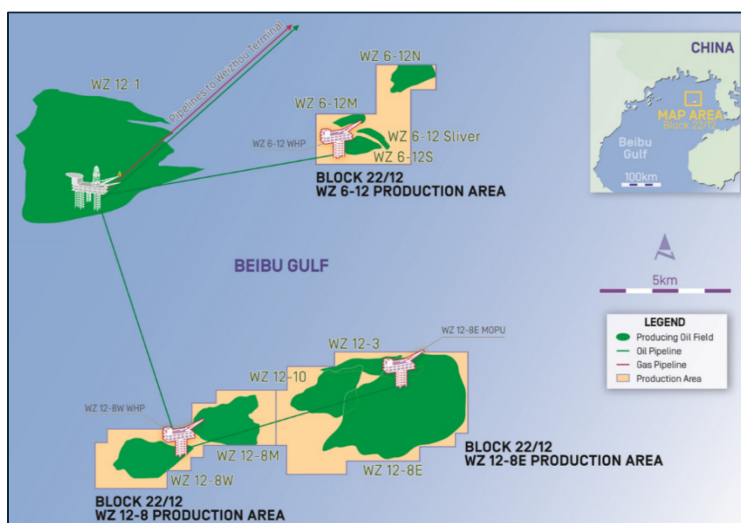 WZ 12-1
Pipelines to Weizhou Terminal
WZ 6-12N
WZ 6-12M
WZ 6-12 WHP
WZ 6-12 Sliver
WZ 6-12S
BLOCK 22/12
WZ 6-12 PRODUCTION AREA
CHINA
MAP AREA
Block 22/12
Beibu
Gulf
100km
BEIBU GULF
5km
LEGEND
Producing Oil Field
Oil Pipeline
Gas Pipeline
Production Area
WZ 12-3
WZ 12-8E MOPU
WZ 12-10
WZ 12-8W WHP
WZ 12-8M
WZ 12-8W
WZ 12-8E
BLOCK 22/12
WZ 12-8E PRODUCTION AREA
BLOCK 22/12
WZ 12-8 PRODUCTION AREA